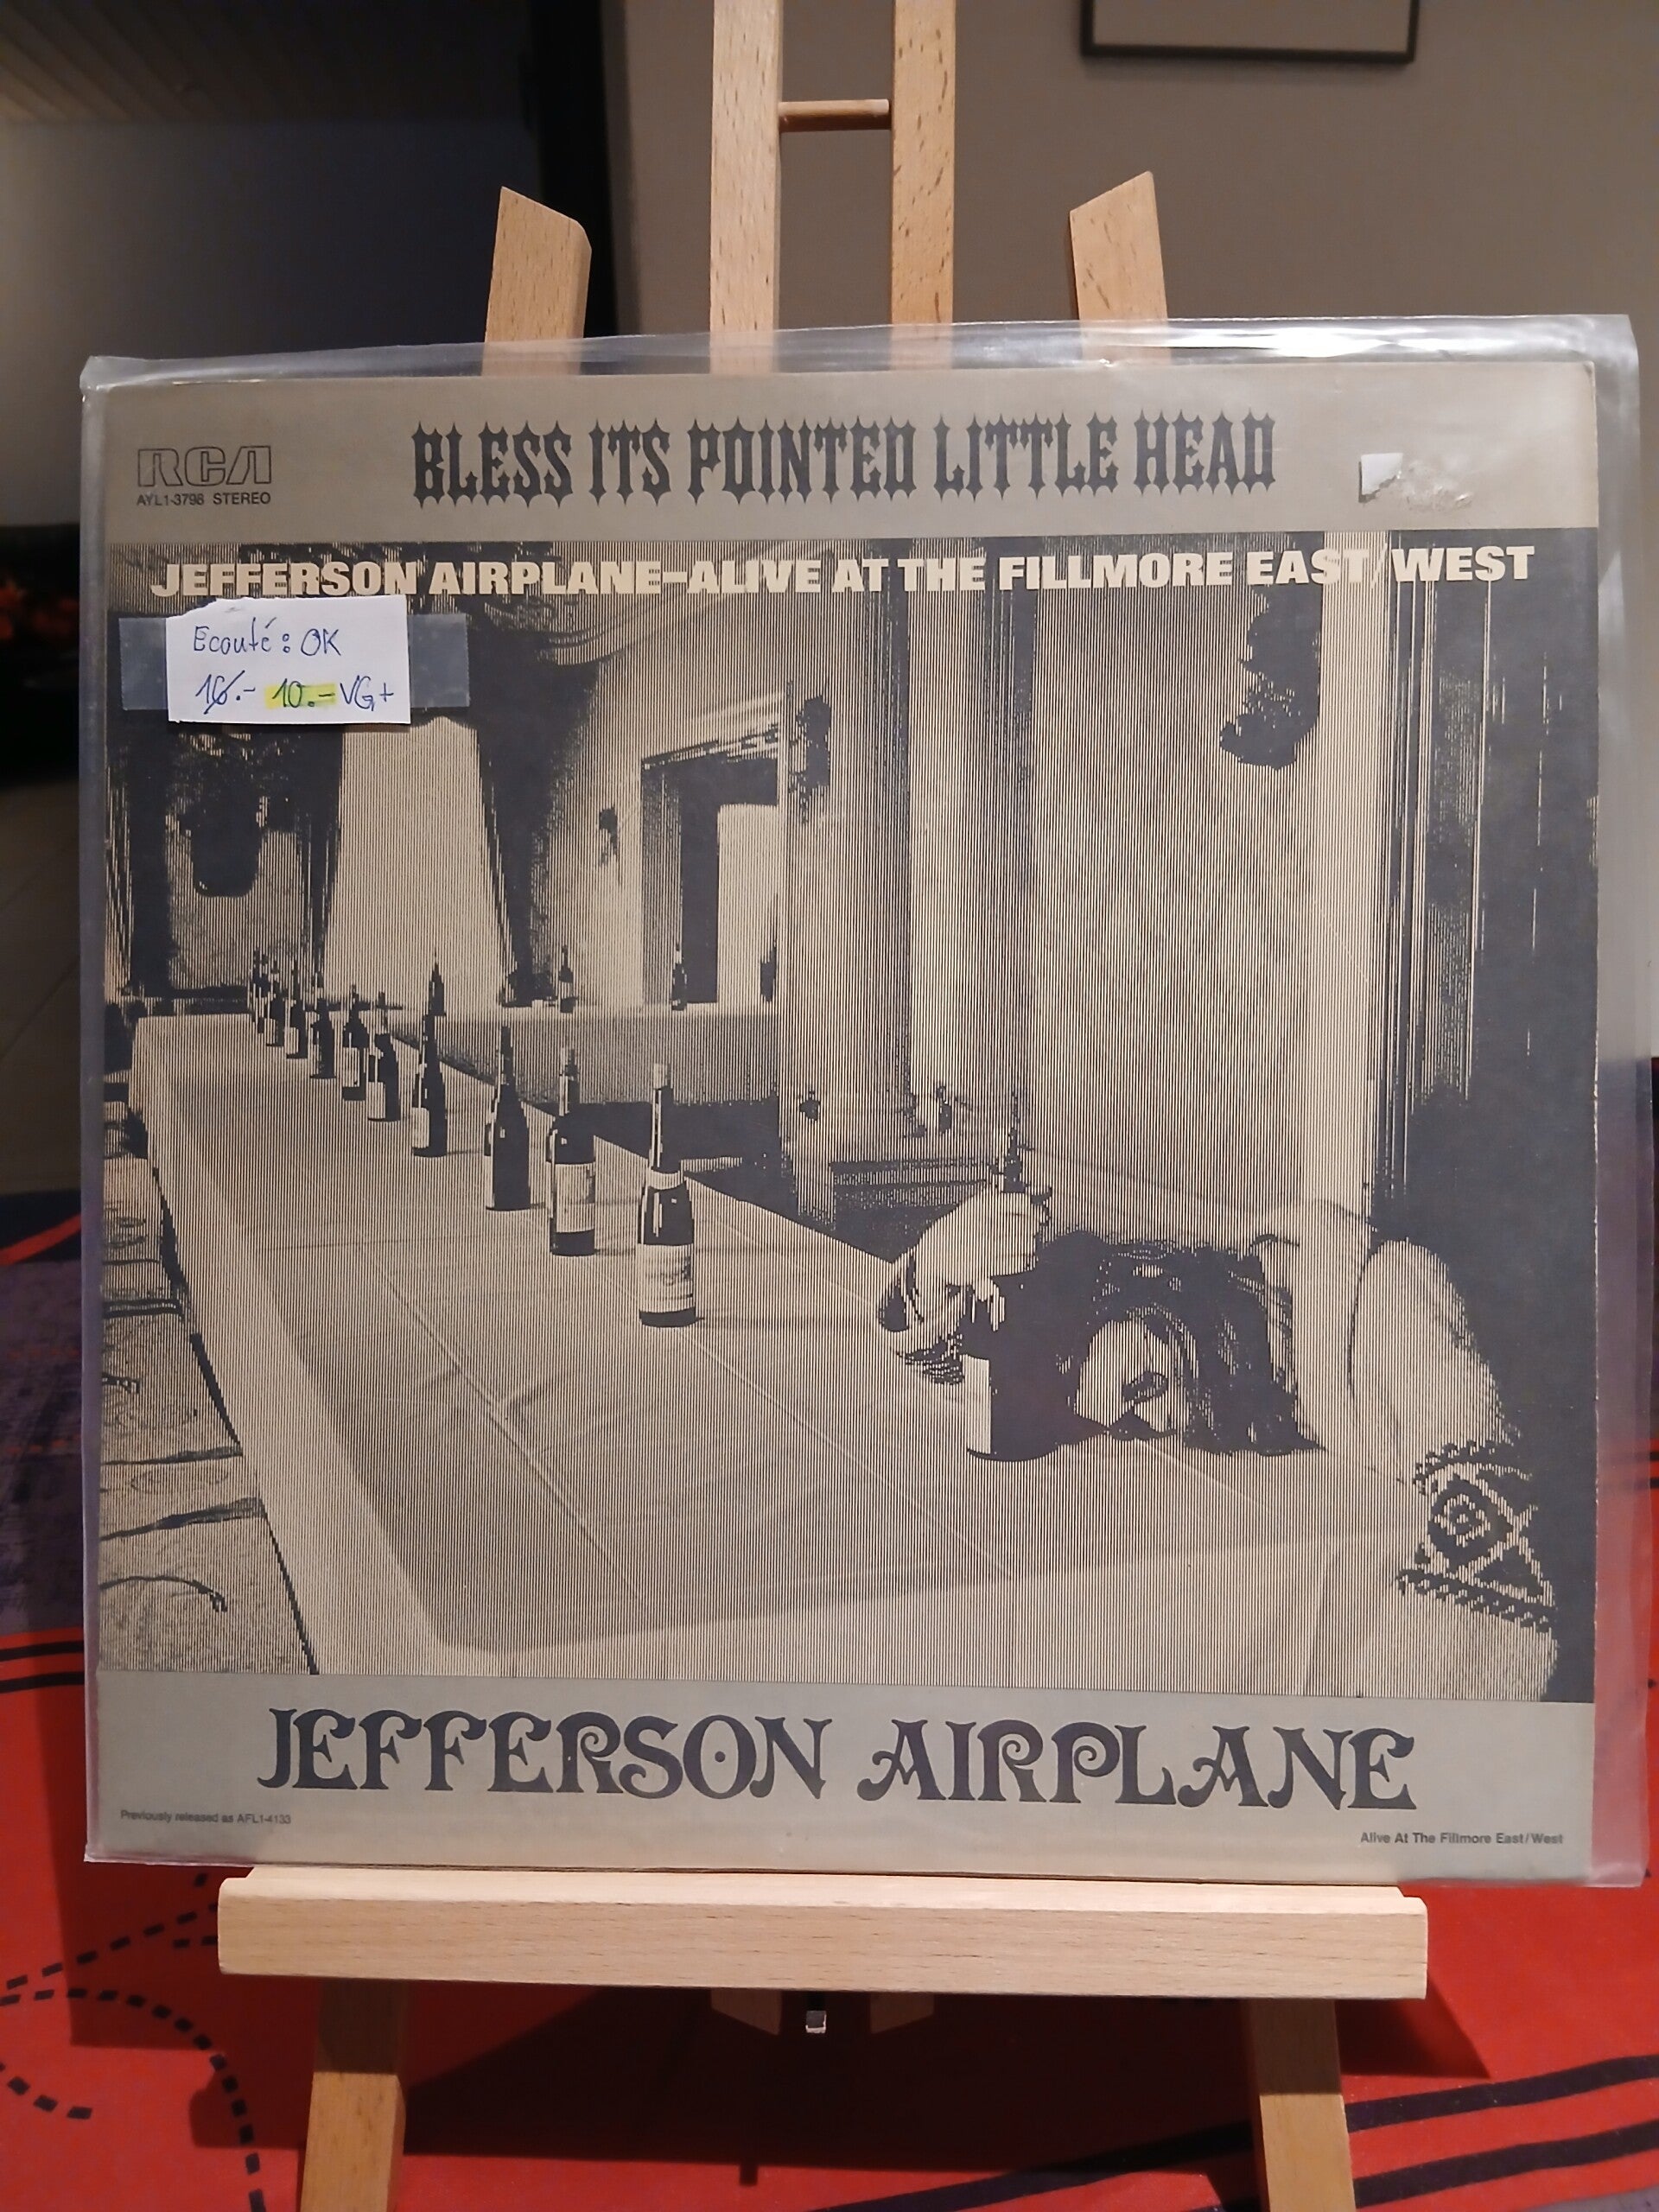 BLESS ITS POINTED LITTLE HEAD
RCA
AYL1-3798 STEREO
JEFFERSON AIRPLANE–ALIVE AT THE FILLMORE EAST/WEST
Ecouté : OK
16.- 10.- VG+
JEFFERSON AIRPLANE
Previously released as AFL1-4133
Alive At The Fillmore East/West